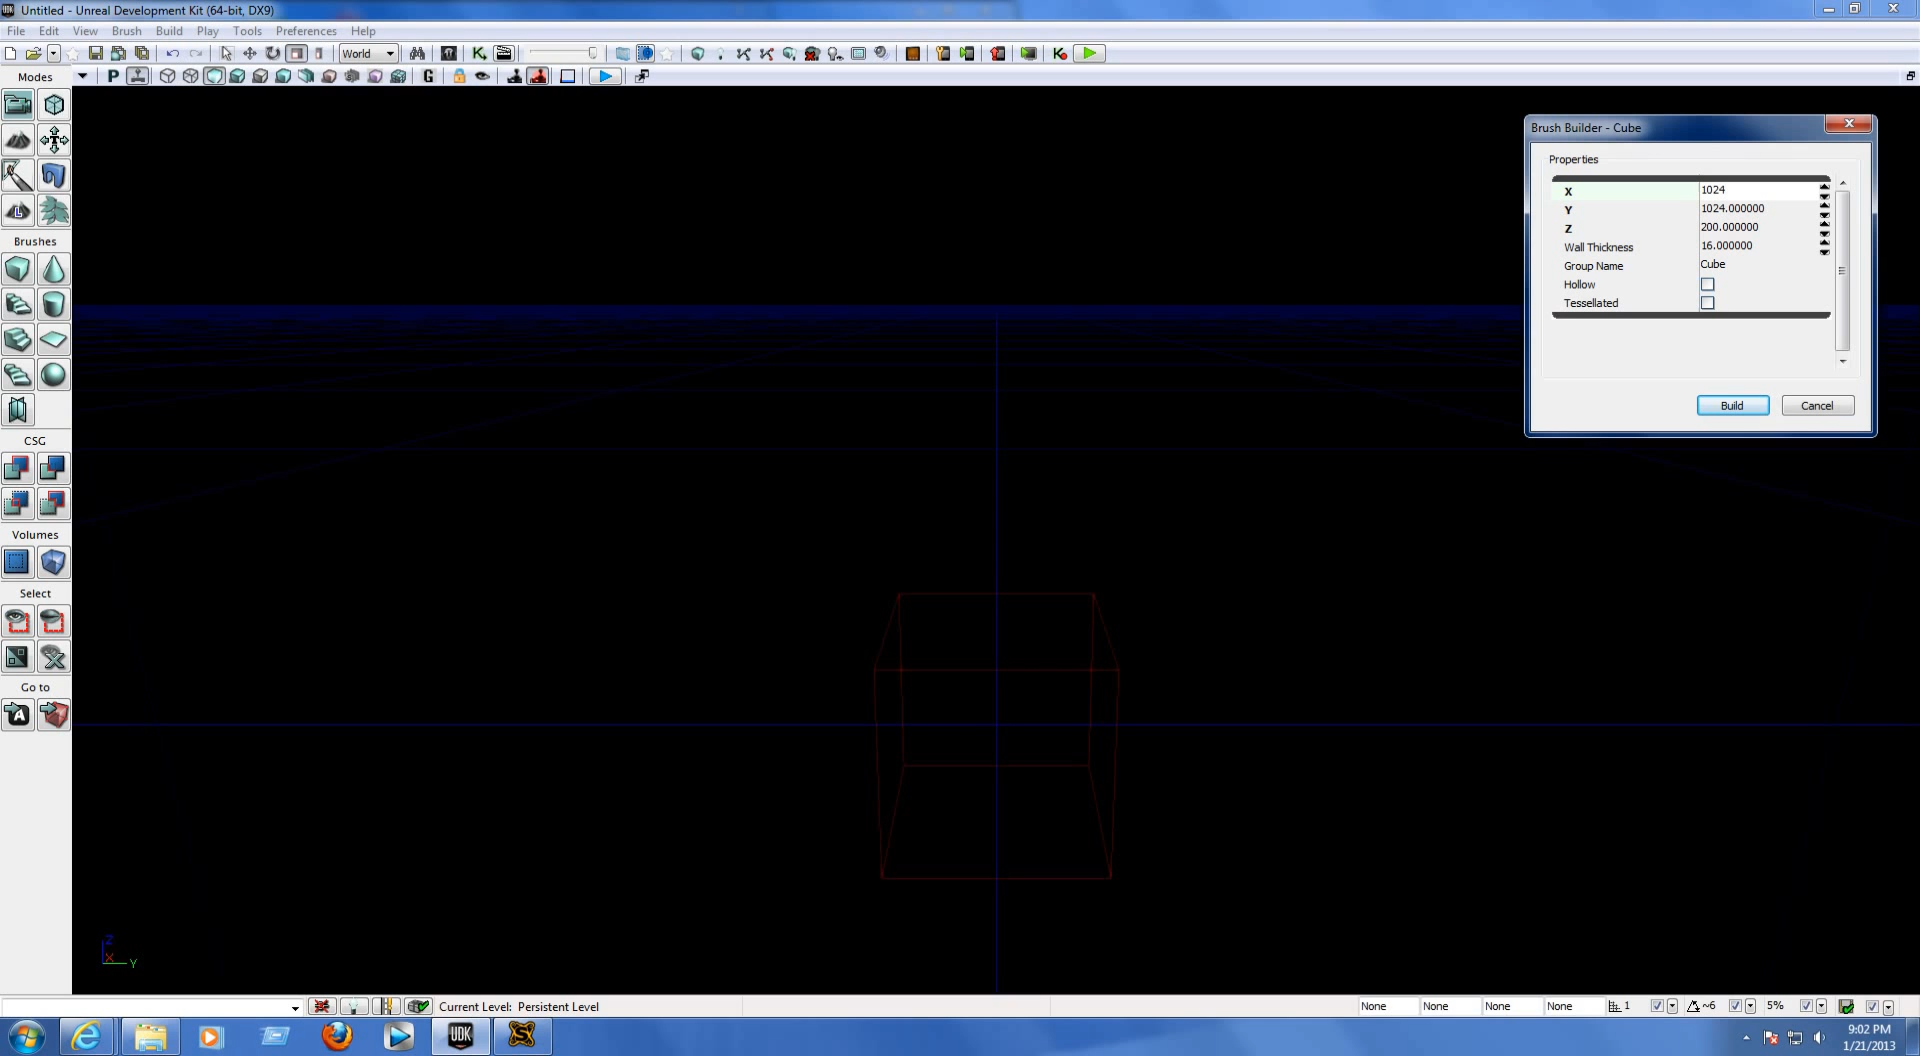 Untitled - Unreal Development Kit (64-bit, DX9)
File Edit View Brush Build Play Tools Preferences Help
World
Modes
P
G
Brush Builder - Cube
Properties
X 1024
Y 1024.000000
Z 200.000000
Wall Thickness 16.000000
Group Name Cube
Hollow
Tessellated
Build Cancel
Brushes
CSG
Volumes
Select
Go to
A
Z
X
Y
Current Level: Persistent Level
None None None None 1 ~6 5%
UDK
9:02 PM
1/21/2013